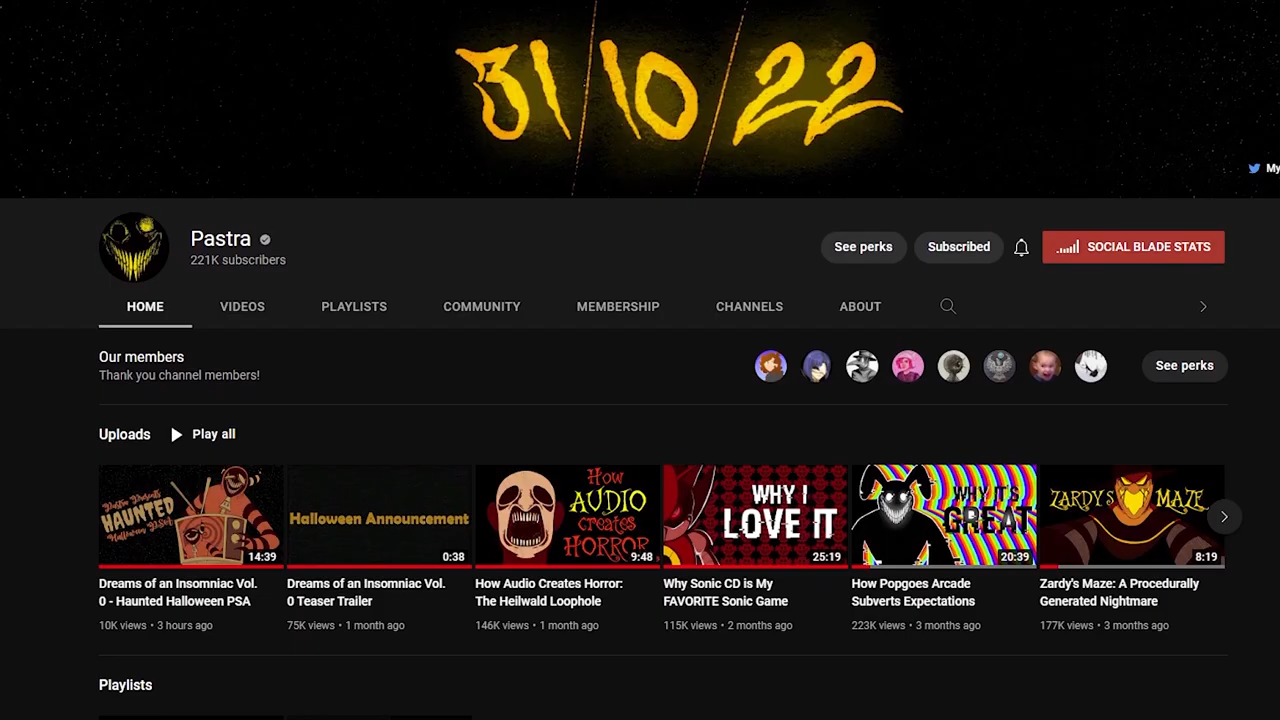 31/10/22
My
Pastra
221K subscribers
See perks
Subscribed
SOCIAL BLADE STATS
HOME
VIDEOS
PLAYLISTS
COMMUNITY
MEMBERSHIP
CHANNELS
ABOUT
Our members
Thank you channel members!
See perks
Uploads
Play all
Pastra Presents
HAUNTED
Halloween P.S.A.
14:39
Halloween Announcement
0:38
How
AUDIO
creates
HORROR
9:48
WHY I
LOVE IT
25:19
WHY IT'S
GREAT
20:39
ZARDY'S MAZE
8:19
Dreams of an Insomniac Vol.
0 - Haunted Halloween PSA
10K views • 3 hours ago
Dreams of an Insomniac Vol.
0 Teaser Trailer
75K views • 1 month ago
How Audio Creates Horror:
The Heilwald Loophole
146K views • 1 month ago
Why Sonic CD is My
FAVORITE Sonic Game
115K views • 2 months ago
How Popgoes Arcade
Subverts Expectations
223K views • 3 months ago
Zardy's Maze: A Procedurally
Generated Nightmare
177K views • 3 months ago
Playlists